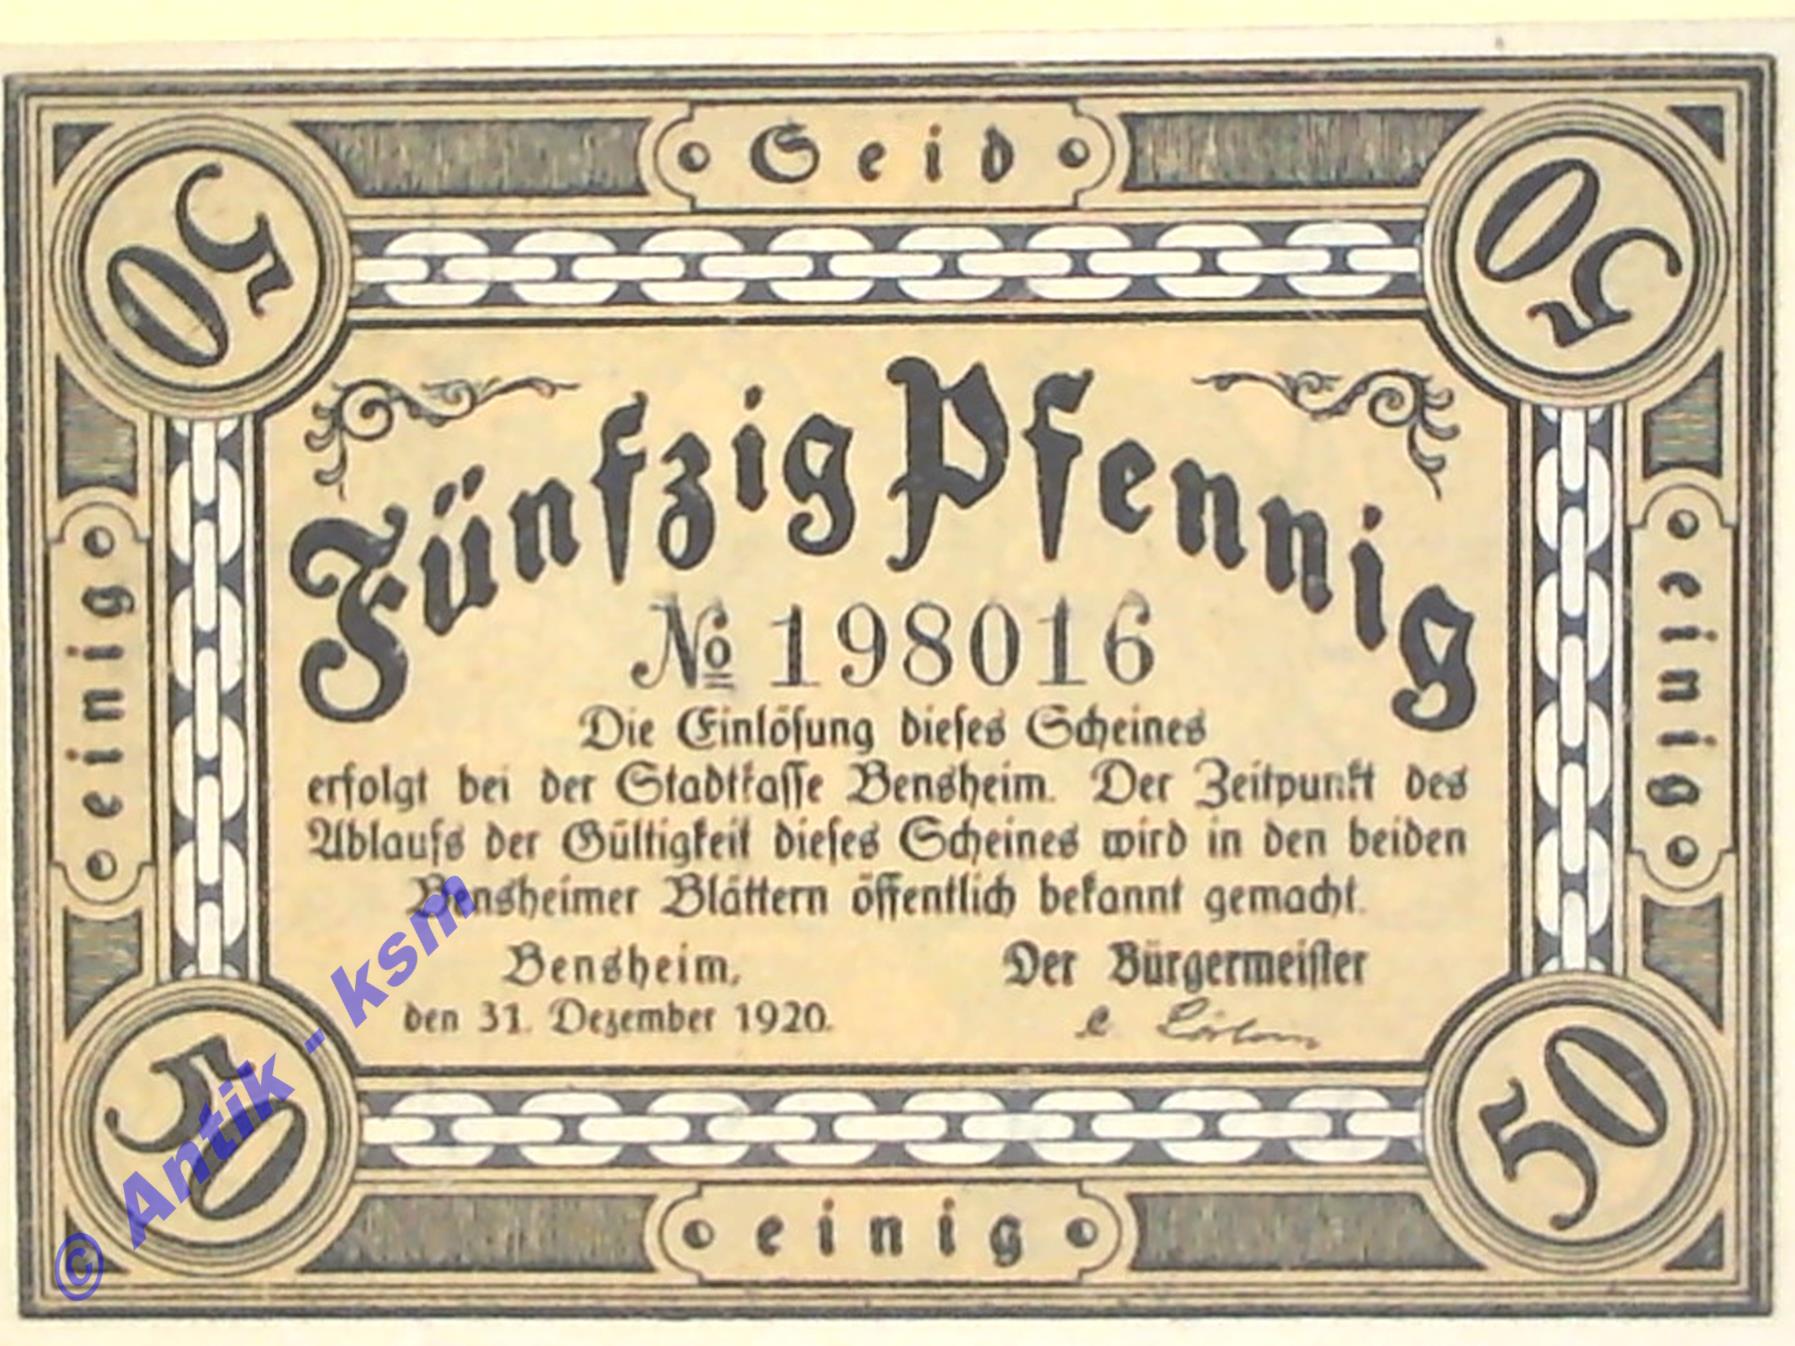 Seid
50
50
Fünfzig Pfennig
№ 198016
Die Einlösung dieses Scheines
erfolgt bei der Stadtkasse Bensheim. Der Zeitpunkt des
Ablaufs der Gültigkeit dieses Scheines wird in den beiden
Bensheimer Blättern öffentlich bekannt gemacht.
Bensheim,
den 31. Dezember 1920.
Der Bürgermeister
einig
einig
50
50
einig
© Antik - ksm